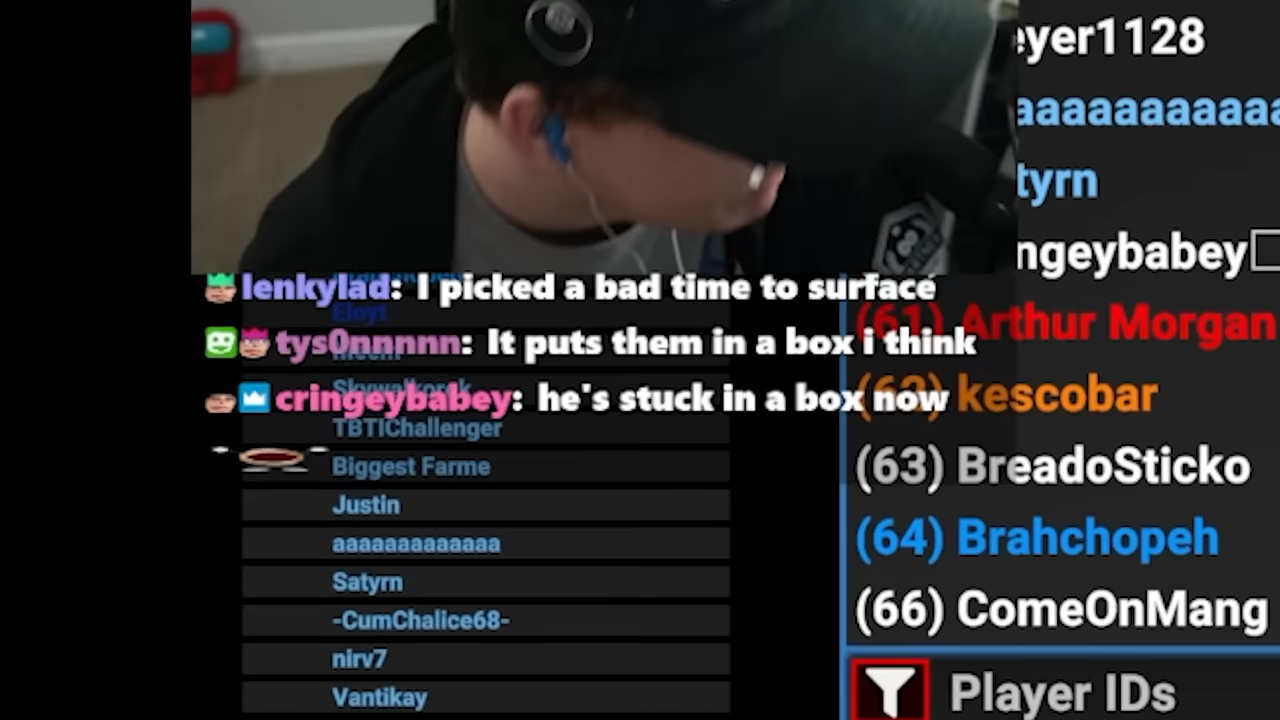 lenkylad: I picked a bad time to surface
Eloyf
tys0nnnnn: It puts them in a box i think
cringeybabey: he's stuck in a box now
TBTIChallenger
Biggest Farme
Justin
aaaaaaaaaaaaa
Satyrn
-CumChalice68-
nirv7
Vantikay
eyer1128
aaaaaaaaaaa
tyrn
ngeybabey
(61) Arthur Morgan
(62) kescobar
(63) BreadoSticko
(64) Brahchopeh
(66) ComeOnMang
Player IDs